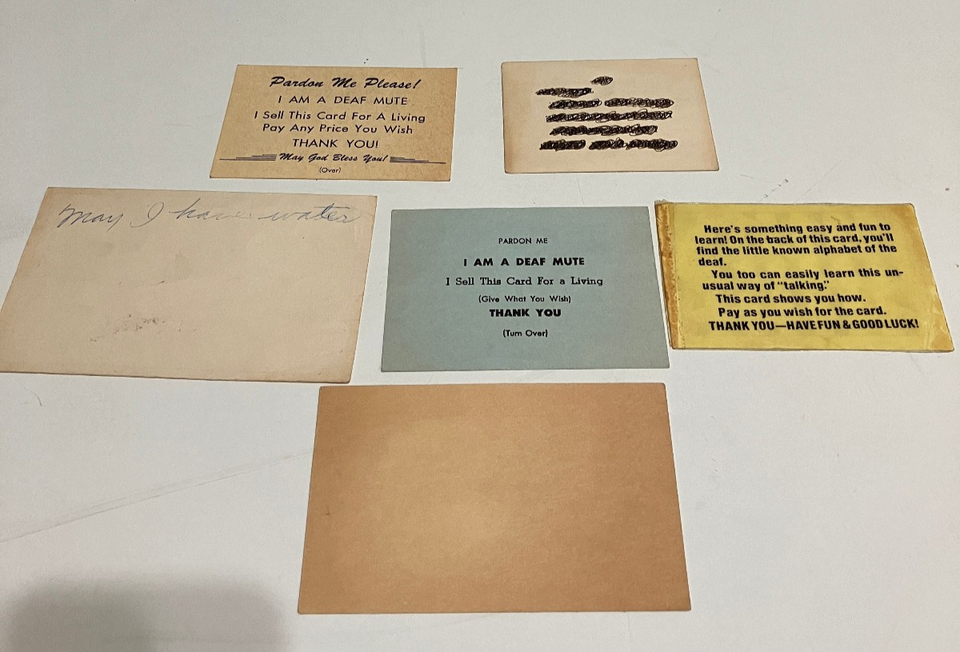 Pardon Me Please!
I AM A DEAF MUTE
I Sell This Card For A Living
Pay Any Price You Wish
THANK YOU!
May God Bless You!
(Over)
May I have water
PARDON ME
I AM A DEAF MUTE
I Sell This Card For a Living
(Give What You Wish)
THANK YOU
(Turn Over)
Here's something easy and fun to
learn! On the back of this card, you'll
find the little known alphabet of the
deaf.
You too can easily learn this un-
usual way of "talking."
This card shows you how.
Pay as you wish for the card.
THANK YOU—HAVE FUN & GOOD LUCK!